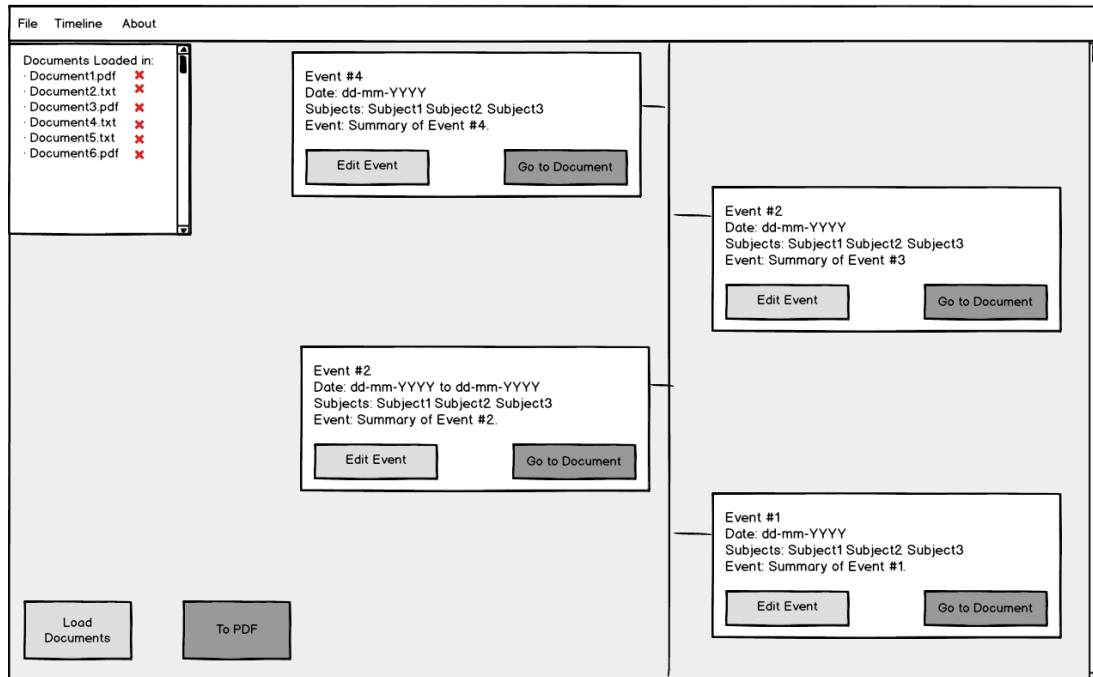 File Timeline About
Documents Loaded in:
· Document1.pdf
· Document2.txt
· Document3.pdf
· Document4.txt
· Document5.txt
· Document6.pdf
Event #4
Date: dd-mm-YYYY
Subjects: Subject1 Subject2 Subject3
Event: Summary of Event #4.
Edit Event
Go to Document
Event #2
Date: dd-mm-YYYY
Subjects: Subject1 Subject2 Subject3
Event: Summary of Event #3
Edit Event
Go to Document
Event #2
Date: dd-mm-YYYY to dd-mm-YYYY
Subjects: Subject1 Subject2 Subject3
Event: Summary of Event #2.
Edit Event
Go to Document
Event #1
Date: dd-mm-YYYY
Subjects: Subject1 Subject2 Subject3
Event: Summary of Event #1.
Edit Event
Go to Document
Load
Documents
To PDF